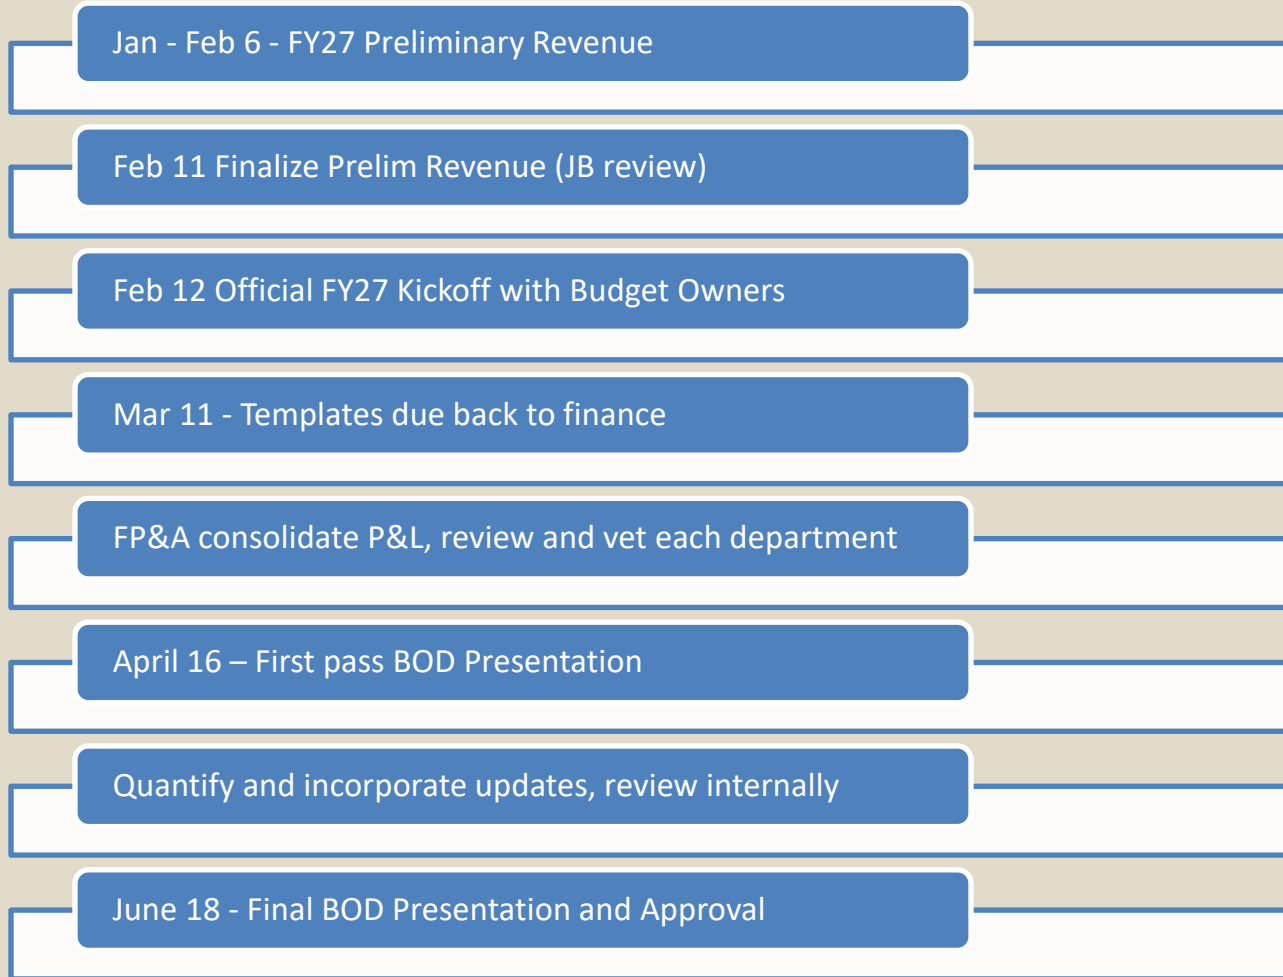 Jan - Feb 6 - FY27 Preliminary Revenue
Feb 11 Finalize Prelim Revenue (JB review)
Feb 12 Official FY27 Kickoff with Budget Owners
Mar 11 - Templates due back to finance
FP&A consolidate P&L, review and vet each department
April 16 – First pass BOD Presentation
Quantify and incorporate updates, review internally
June 18 - Final BOD Presentation and Approval